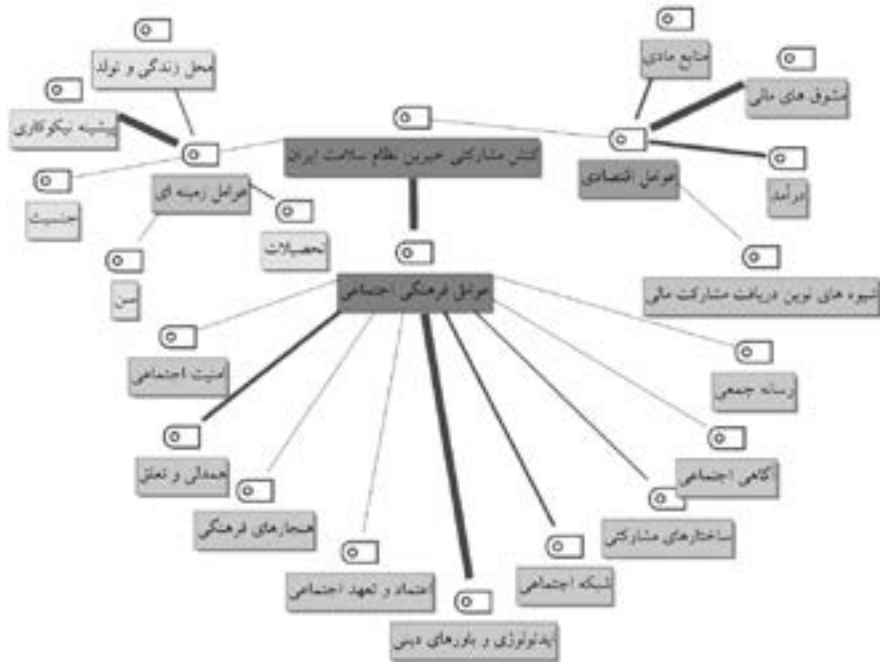 محل زندگی و تولد
پیشینه نیکوکاری
جنسیت
عوامل زمینه ای
تحصیلات
سن
منابع مادی
مشوق های مالی
درآمد
عوامل اقتصادی
شیوه های نوین دریافت مشارکت مالی
کنش مشارکتی خیرین نظام سلامت ایران
عوامل فرهنگی اجتماعی
امنیت اجتماعی
همدلی و تعلق
هنجارهای فرهنگی
اعتماد و تعهد اجتماعی
ایدئولوژی و باورهای دینی
شبکه اجتماعی
ساختارهای مشارکتی
آگاهی اجتماعی
رسانه جمعی